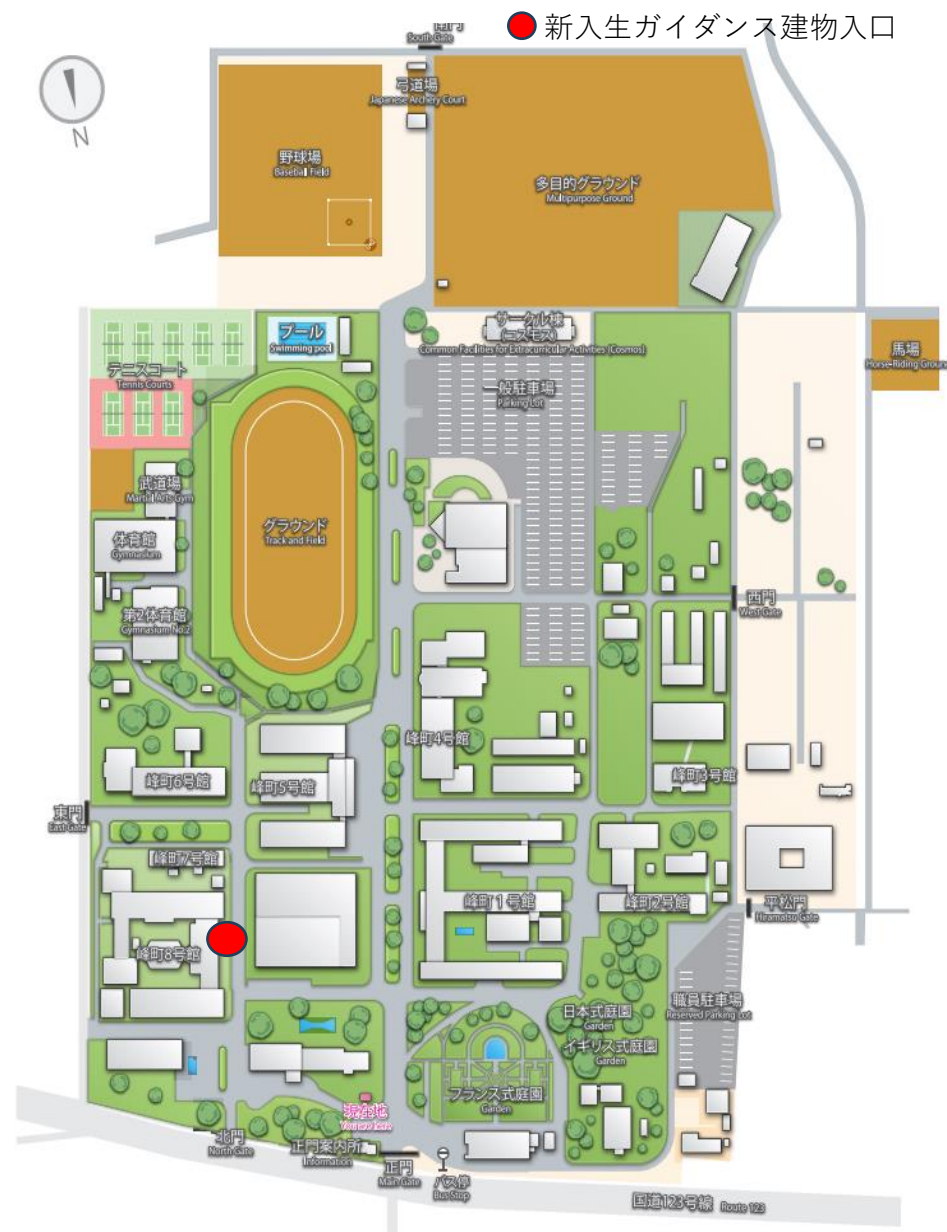 新入生ガイダンス建物入口
南門
South Gate
N
弓道場
Japanese Archery Court
野球場
Baseball Field
多目的グラウンド
Multipurpose Ground
プール
Swimming pool
サークル棟
(コスモス)
Common Facilities for Extracurricular Activities (Cosmos)
馬場
Horse-Riding Ground
テニスコート
Tennis Courts
一般駐車場
Parking Lot
武道場
Martial Arts Gym
グラウンド
Track and Field
体育館
Gymnasium
西門
West Gate
第2体育館
Gymnasium No.2
峰町4号館
峰町6号館
峰町5号館
峰町3号館
東門
East Gate
峰町7号館
峰町1号館
峰町2号館
平松門
Hiramatsu Gate
峰町8号館
職員駐車場
Reserved Parking Lot
日本式庭園
Garden
イギリス式庭園
Garden
フランス式庭園
Garden
現在地
You are here
北門
North Gate
正門案内所
Information
正門
Main Gate
バス停
Bus Stop
国道123号線 Route 123